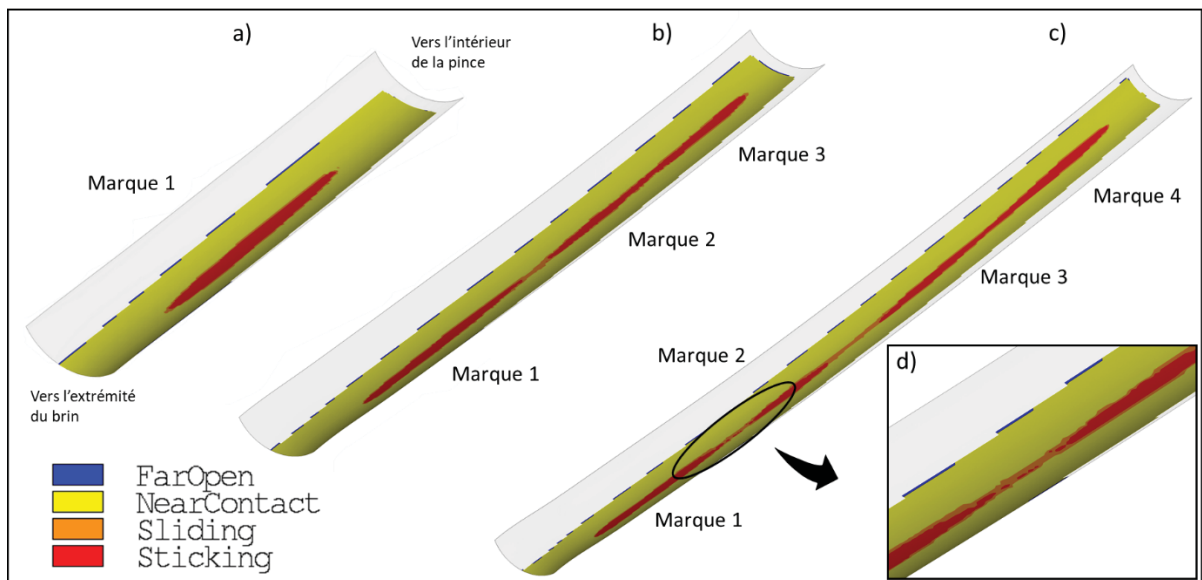 a)
Vers l'intérieur
de la pince
b)
c)
Marque 1
Marque 3
Marque 2
Marque 4
Marque 3
Marque 1
Marque 2
d)
Vers l'extrémité
du brin
FarOpen
NearContact
Sliding
Sticking
Marque 1